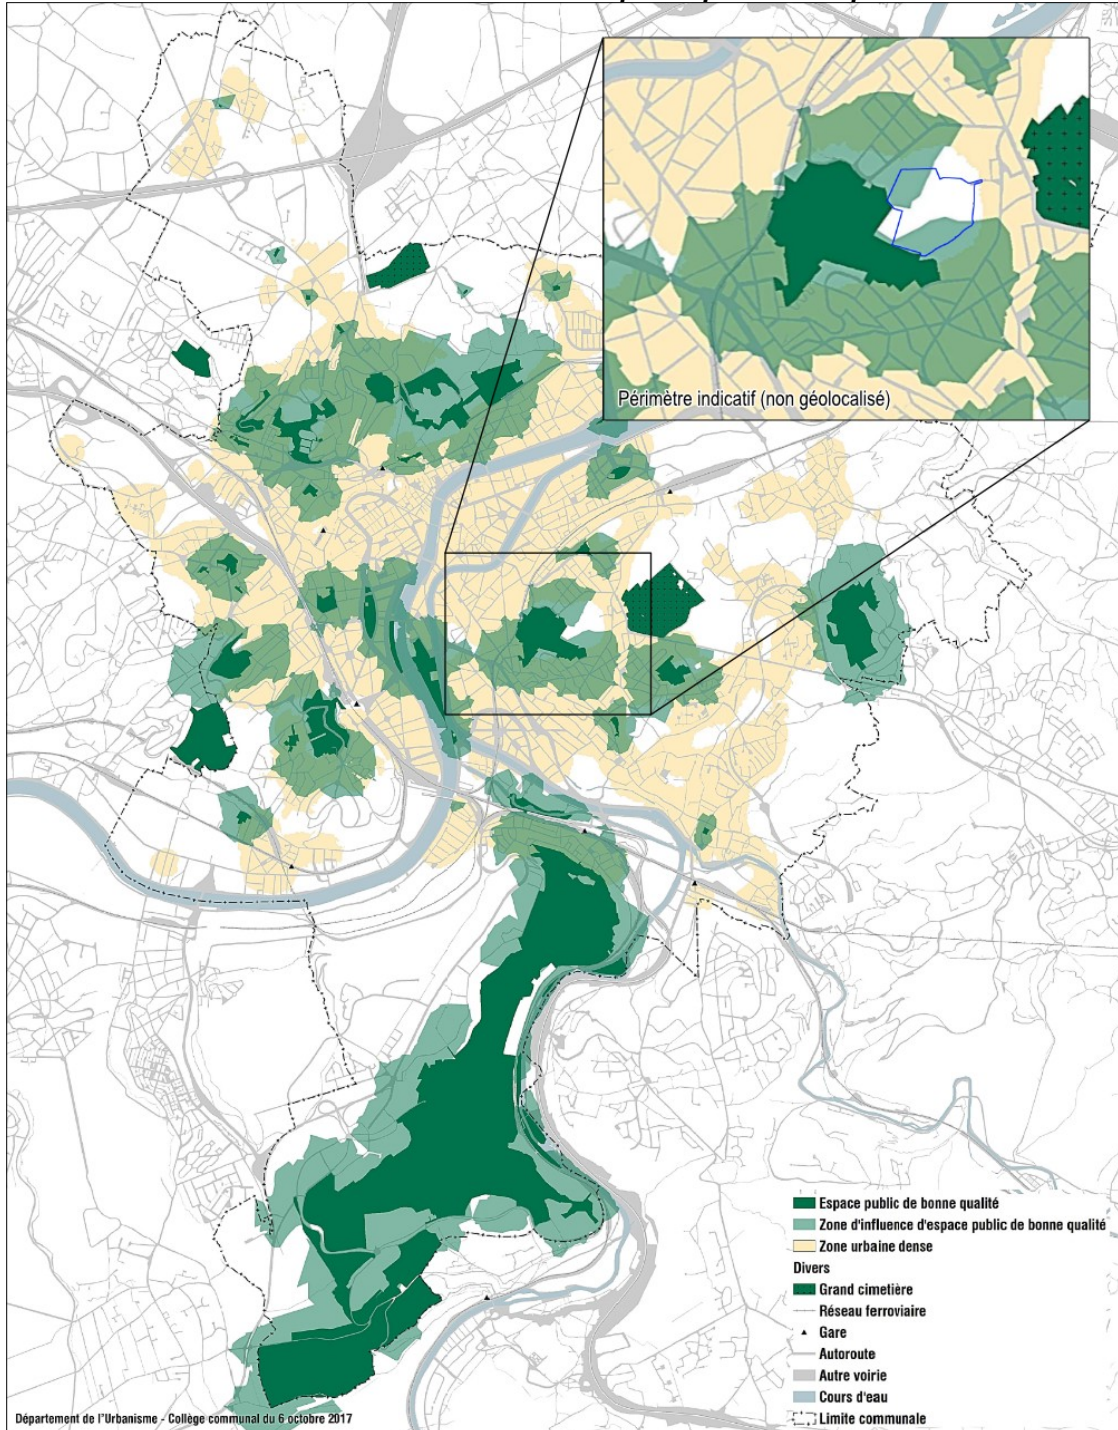 Périmètre indicatif (non géolocalisé)
Espace public de bonne qualité
Zone d'influence d'espace public de bonne qualité
Zone urbaine dense
Divers
Grand cimetière
Réseau ferroviaire
Gare
Autoroute
Autre voirie
Cours d'eau
Limite communale
Département de l'Urbanisme - Collège communal du 6 octobre 2017